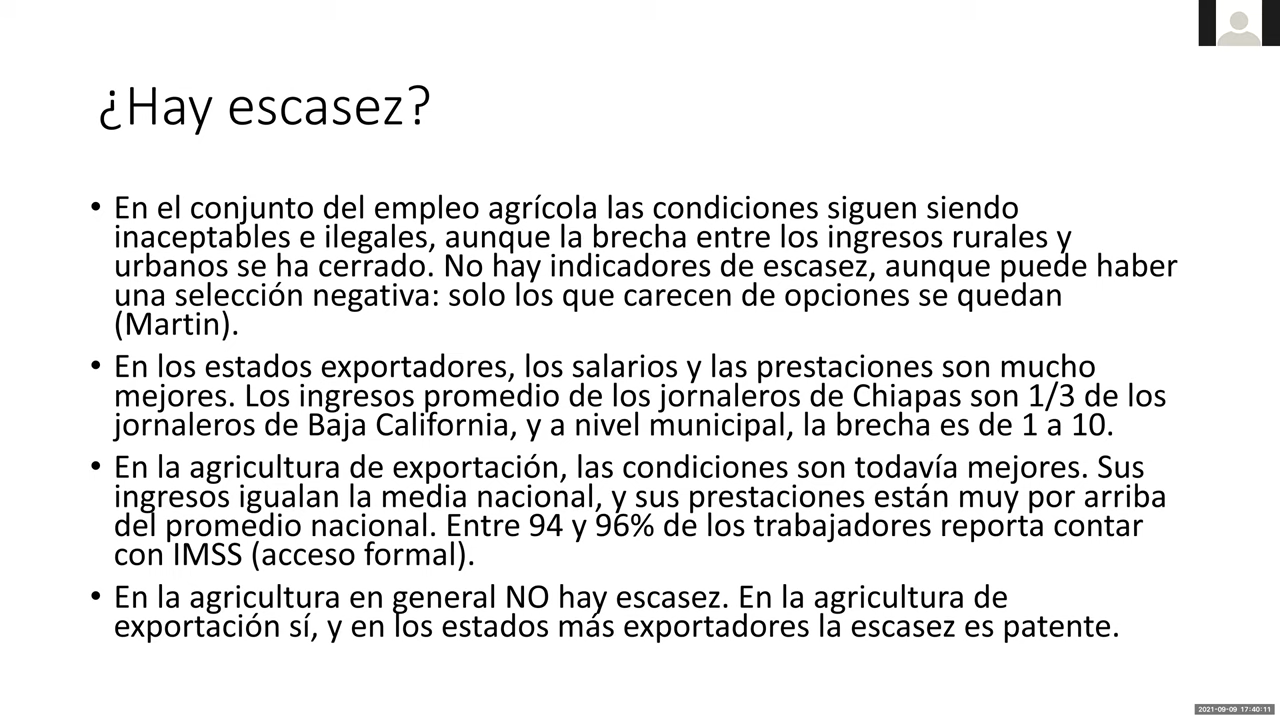 ¿Hay escasez?
• En el conjunto del empleo agrícola las condiciones siguen siendo
inaceptables e ilegales, aunque la brecha entre los ingresos rurales y
urbanos se ha cerrado. No hay indicadores de escasez, aunque puede haber
una selección negativa: solo los que carecen de opciones se quedan
(Martin).
• En los estados exportadores, los salarios y las prestaciones son mucho
mejores. Los ingresos promedio de los jornaleros de Chiapas son 1/3 de los
jornaleros de Baja California, y a nivel municipal, la brecha es de 1 a 10.
• En la agricultura de exportación, las condiciones son todavía mejores. Sus
ingresos igualan la media nacional, y sus prestaciones están muy por arriba
del promedio nacional. Entre 94 y 96% de los trabajadores reporta contar
con IMSS (acceso formal).
• En la agricultura en general NO hay escasez. En la agricultura de
exportación sí, y en los estados más exportadores la escasez es patente.
2021-09-09 17:40:11